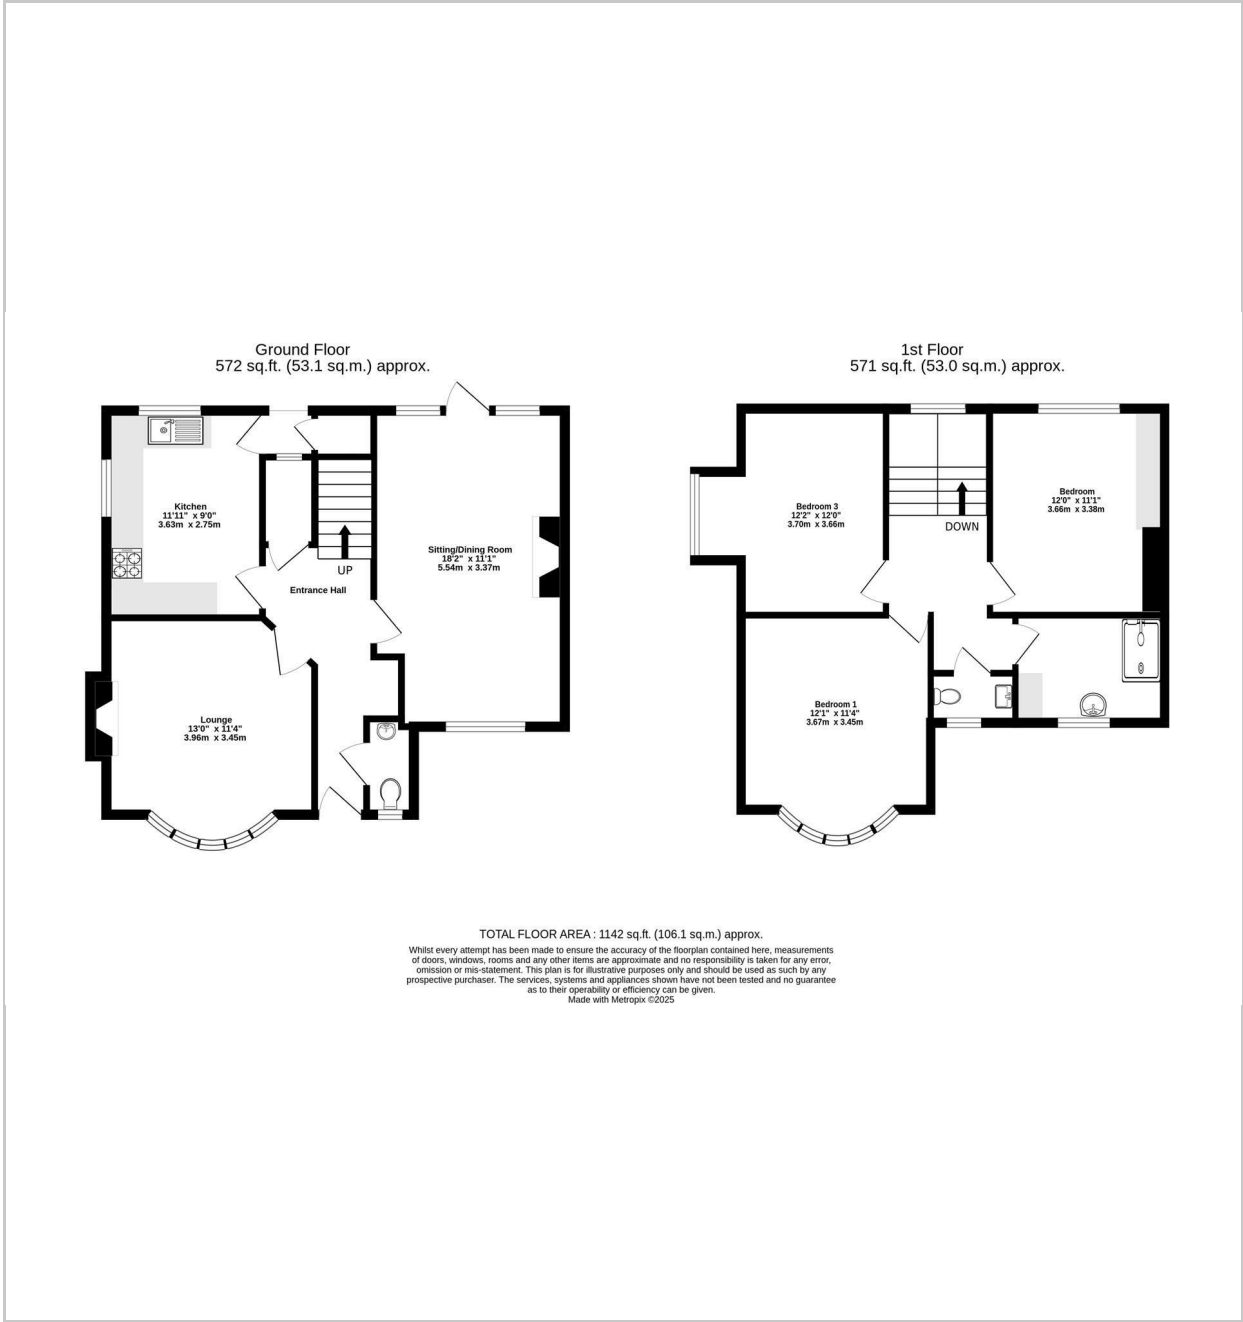 Ground Floor
572 sq.ft. (53.1 sq.m.) approx.
Kitchen
11'11" x 9'0"
3.63m x 2.75m
Sitting/Dining Room
18'2" x 11'1"
5.54m x 3.37m
UP
Entrance Hall
Lounge
13'0" x 11'4"
3.96m x 3.45m
1st Floor
571 sq.ft. (53.0 sq.m.) approx.
Bedroom 3
12'2" x 12'0"
3.70m x 3.66m
Bedroom
12'0" x 11'1"
3.66m x 3.38m
DOWN
Bedroom 1
12'1" x 11'4"
3.67m x 3.45m
TOTAL FLOOR AREA : 1142 sq.ft. (106.1 sq.m.) approx.
Whilst every attempt has been made to ensure the accuracy of the floorplan contained here, measurements
of doors, windows, rooms and any other items are approximate and no responsibility is taken for any error,
omission or mis-statement. This plan is for illustrative purposes only and should be used as such by any
prospective purchaser. The services, systems and appliances shown have not been tested and no guarantee
as to their operability or efficiency can be given.
Made with Metropix ©2025